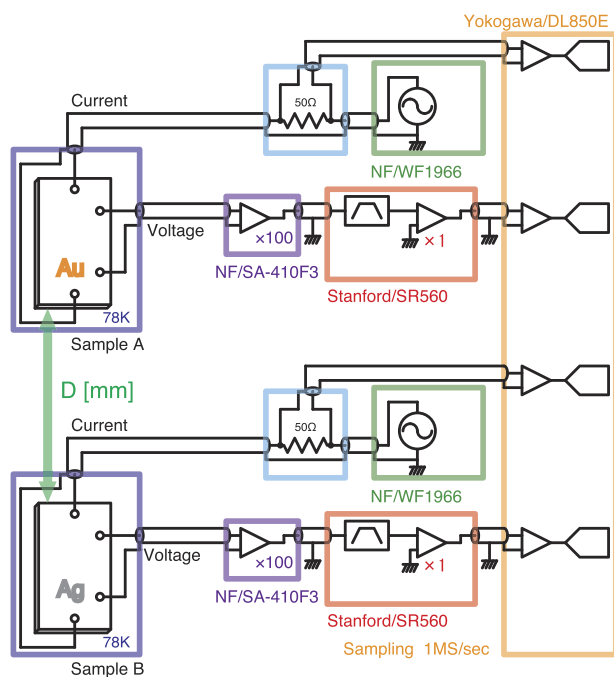 Yokogawa/DL850E
Current
50Ω
NF/WF1966
Voltage
×100
×1
Au
NF/SA-410F3
Stanford/SR560
78K
Sample A
D [mm]
Current
50Ω
NF/WF1966
Voltage
×100
×1
Ag
NF/SA-410F3
Stanford/SR560
78K
Sampling 1MS/sec
Sample B